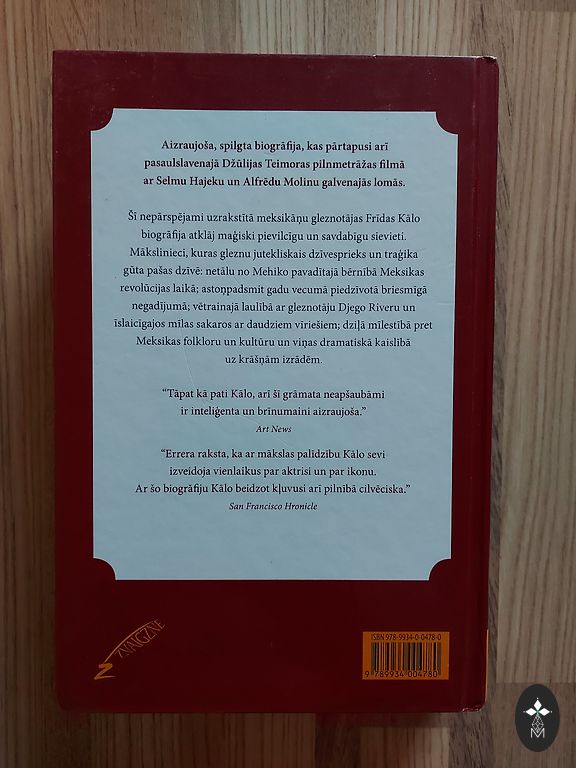 Aizraujoša, spilgta biogrāfija, kas pārtapusi arī
pasaulslavenajā Džūlijas Teimoras pilnmetrāžas filmā
ar Selmu Hajeku un Alfrēdu Molinu galvenajās lomās.
Šī nepārspējami uzrakstītā meksikāņu gleznotājas Frīdas Kālo
biogrāfija atklāj maģiski pievilcīgu un savdabīgu sievieti.
Mākslinieci, kuras gleznu jutekliskais dzīvesprieks un traģika
gūta pašas dzīvē: netālu no Mehiko pavadītajā bērnībā Meksikas
revolūcijas laikā; astoņpadsmit gadu vecumā piedzīvotā briesmīgā
negadījumā; vētrainajā laulībā ar gleznotāju Djego Riveru un
īslaicīgajos mīlas sakaros ar daudziem vīriešiem; dziļā mīlestībā pret
Meksikas folkloru un kultūru un viņas dramatiskā kaislībā
uz krāšņām izrādēm.
“Tāpat kā pati Kālo, arī šī grāmata neapšaubāmi
ir inteliģenta un brīnumaini aizraujoša.”
Art News
“Errera raksta, ka ar mākslas palīdzību Kālo sevi
izveidoja vienlaikus par aktrisi un par ikonu.
Ar šo biogrāfiju Kālo beidzot kļuvusi arī pilnībā cilvēciska.”
San Francisco Hronicle
ZVAIGZNE
ISBN 978-9934-0-0478-0
9 789934 004780
M